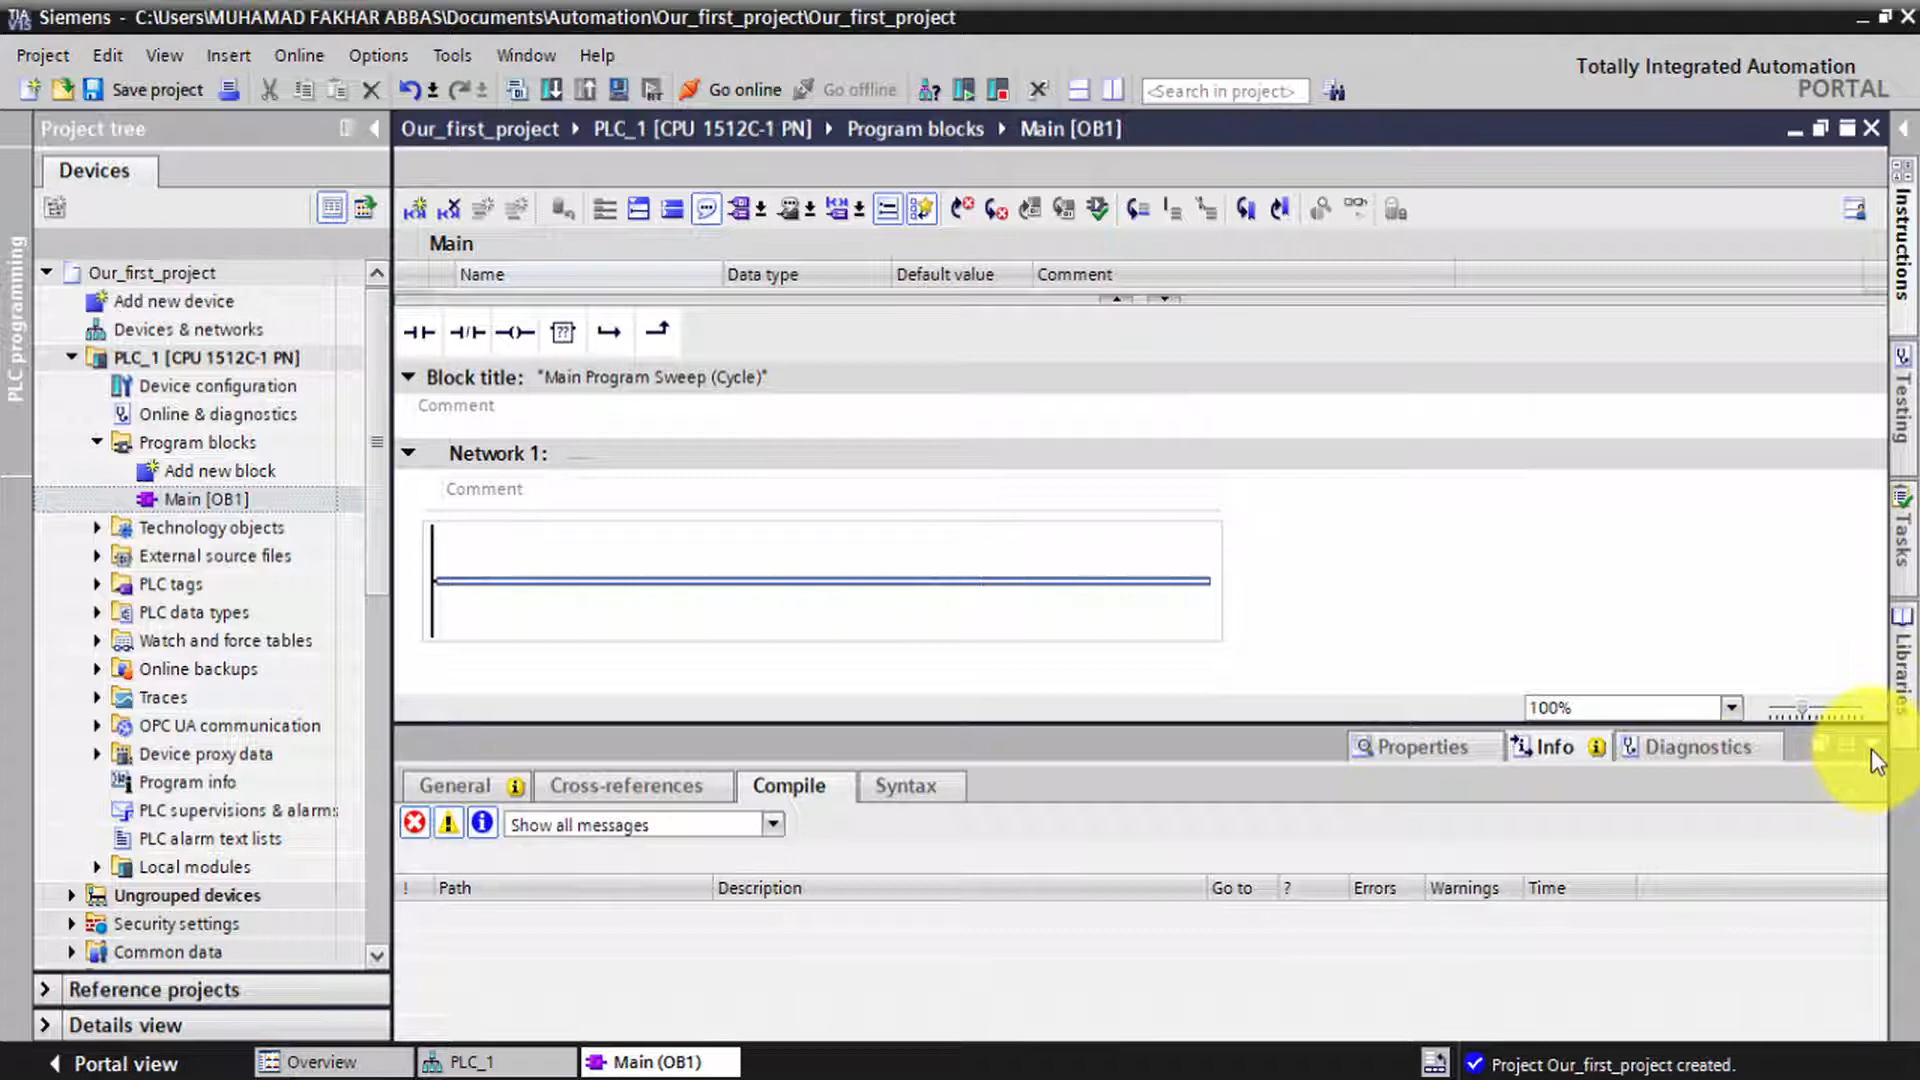 Siemens - C:\Users\MUHAMAD FAKHAR ABBAS\Documents\Automation\Our_first_project\Our_first_project
Project Edit View Insert Online Options Tools Window Help
Totally Integrated Automation
PORTAL
Save project Go online Go offline <Search in project>
Project tree
Our_first_project PLC_1 [CPU 1512C-1 PN] Program blocks Main [OB1]
Devices
PLC programming
Our_first_project
Add new device
Devices & networks
PLC_1 [CPU 1512C-1 PN]
Device configuration
Online & diagnostics
Program blocks
Add new block
Main [OB1]
Technology objects
External source files
PLC tags
PLC data types
Watch and force tables
Online backups
Traces
OPC UA communication
Device proxy data
Program info
PLC supervisions & alarms
PLC alarm text lists
Local modules
Ungrouped devices
Security settings
Common data
Reference projects
Details view
Main
Name Data type Default value Comment
??
Block title: "Main Program Sweep (Cycle)"
Comment
Network 1:
Comment
100%
Properties Info Diagnostics
General Cross-references Compile Syntax
Show all messages
! Path Description Go to ? Errors Warnings Time
Instructions
Testing
Tasks
Libraries
Portal view Overview PLC_1 Main (OB1) Project Our_first_project created.